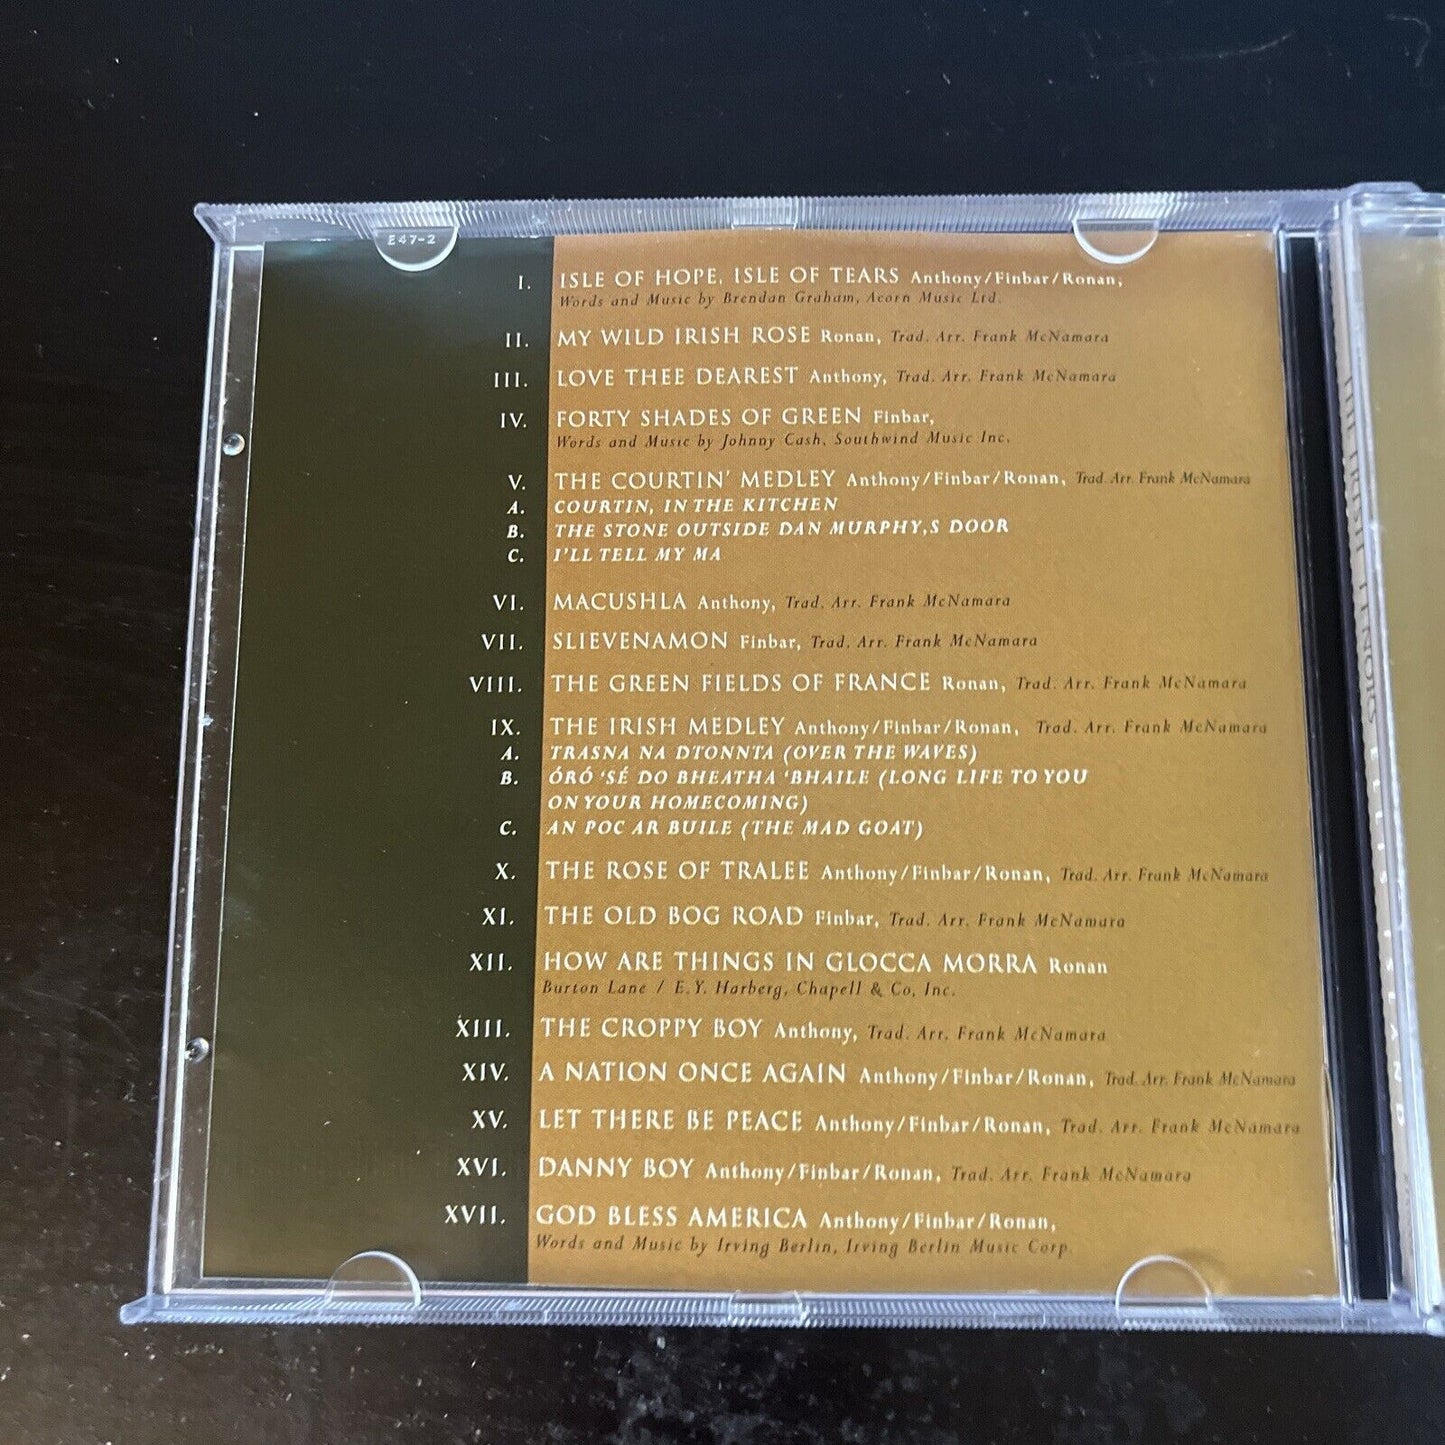 E47-2
I. ISLE OF HOPE, ISLE OF TEARS Anthony/Finbar/Ronan,
Words and Music by Brendan Graham, Acorn Music Ltd.
II. MY WILD IRISH ROSE Ronan, Trad. Arr. Frank McNamara
III. LOVE THEE DEAREST Anthony, Trad. Arr. Frank McNamara
IV. FORTY SHADES OF GREEN Finbar,
Words and Music by Johnny Cash, Southwind Music Inc.
V. THE COURTIN' MEDLEY Anthony/Finbar/Ronan, Trad. Arr. Frank McNamara
A. COURTIN, IN THE KITCHEN
B. THE STONE OUTSIDE DAN MURPHY,S DOOR
C. I'LL TELL MY MA
VI. MACUSHLA Anthony, Trad. Arr. Frank McNamara
VII. SLIEVENAMON Finbar, Trad. Arr. Frank McNamara
VIII. THE GREEN FIELDS OF FRANCE Ronan, Trad. Arr. Frank McNamara
IX. THE IRISH MEDLEY Anthony/Finbar/Ronan, Trad. Arr. Frank McNamara
A. TRASNA NA DTONNTA (OVER THE WAVES)
B. ÓRÓ 'SÉ DO BHEATHA 'BHAILE (LONG LIFE TO YOU
ON YOUR HOMECOMING)
C. AN POC AR BUILE (THE MAD GOAT)
X. THE ROSE OF TRALEE Anthony/Finbar/Ronan, Trad. Arr. Frank McNamara
XI. THE OLD BOG ROAD Finbar, Trad. Arr. Frank McNamara
XII. HOW ARE THINGS IN GLOCCA MORRA Ronan
Burton Lane / E.Y. Harberg, Chapell & Co, Inc.
XIII. THE CROPPY BOY Anthony, Trad. Arr. Frank McNamara
XIV. A NATION ONCE AGAIN Anthony/Finbar/Ronan, Trad. Arr. Frank McNamara
XV. LET THERE BE PEACE Anthony/Finbar/Ronan, Trad. Arr. Frank McNamara
XVI. DANNY BOY Anthony/Finbar/Ronan, Trad. Arr. Frank McNamara
XVII. GOD BLESS AMERICA Anthony/Finbar/Ronan,
Words and Music by Irving Berlin, Irving Berlin Music Corp.
THE IRISH TENORS